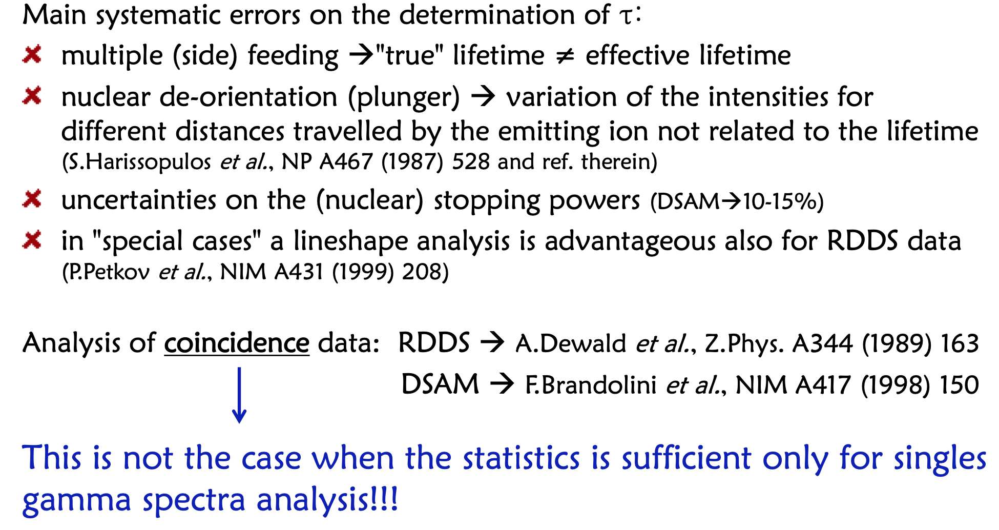 Main systematic errors on the determination of τ:
✘ multiple (side) feeding →"true" lifetime ≠ effective lifetime
✘ nuclear de-orientation (plunger) → variation of the intensities for
different distances travelled by the emitting ion not related to the lifetime
(S.Harissopulos et al., NP A467 (1987) 528 and ref. therein)
✘ uncertainties on the (nuclear) stopping powers (DSAM→10-15%)
✘ in "special cases" a lineshape analysis is advantageous also for RDDS data
(P.Petkov et al., NIM A431 (1999) 208)
Analysis of coincidence data: RDDS → A.Dewald et al., Z.Phys. A344 (1989) 163
DSAM → F.Brandolini et al., NIM A417 (1998) 150
This is not the case when the statistics is sufficient only for singles
gamma spectra analysis!!!